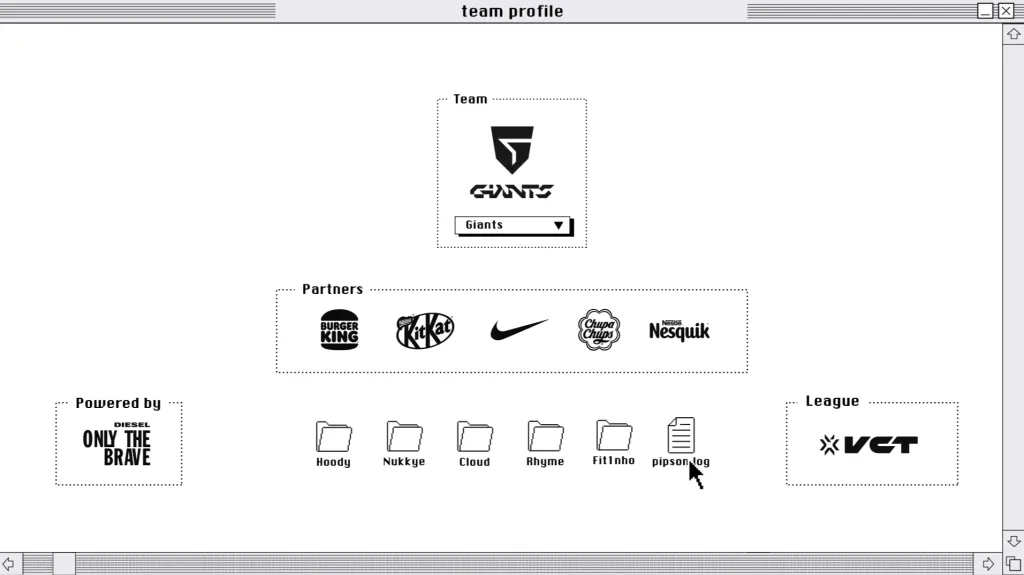 team profile
Team
GIANTS
Giants
Partners
BURGER
KING
Nestlé
KitKat
Chupa
Chups
Nestlé
Nesquik
Powered by
DIESEL
ONLY THE
BRAVE
League
VCT
Hoody
Nukkye
Cloud
Rhyme
Fit1nho
pipson.log